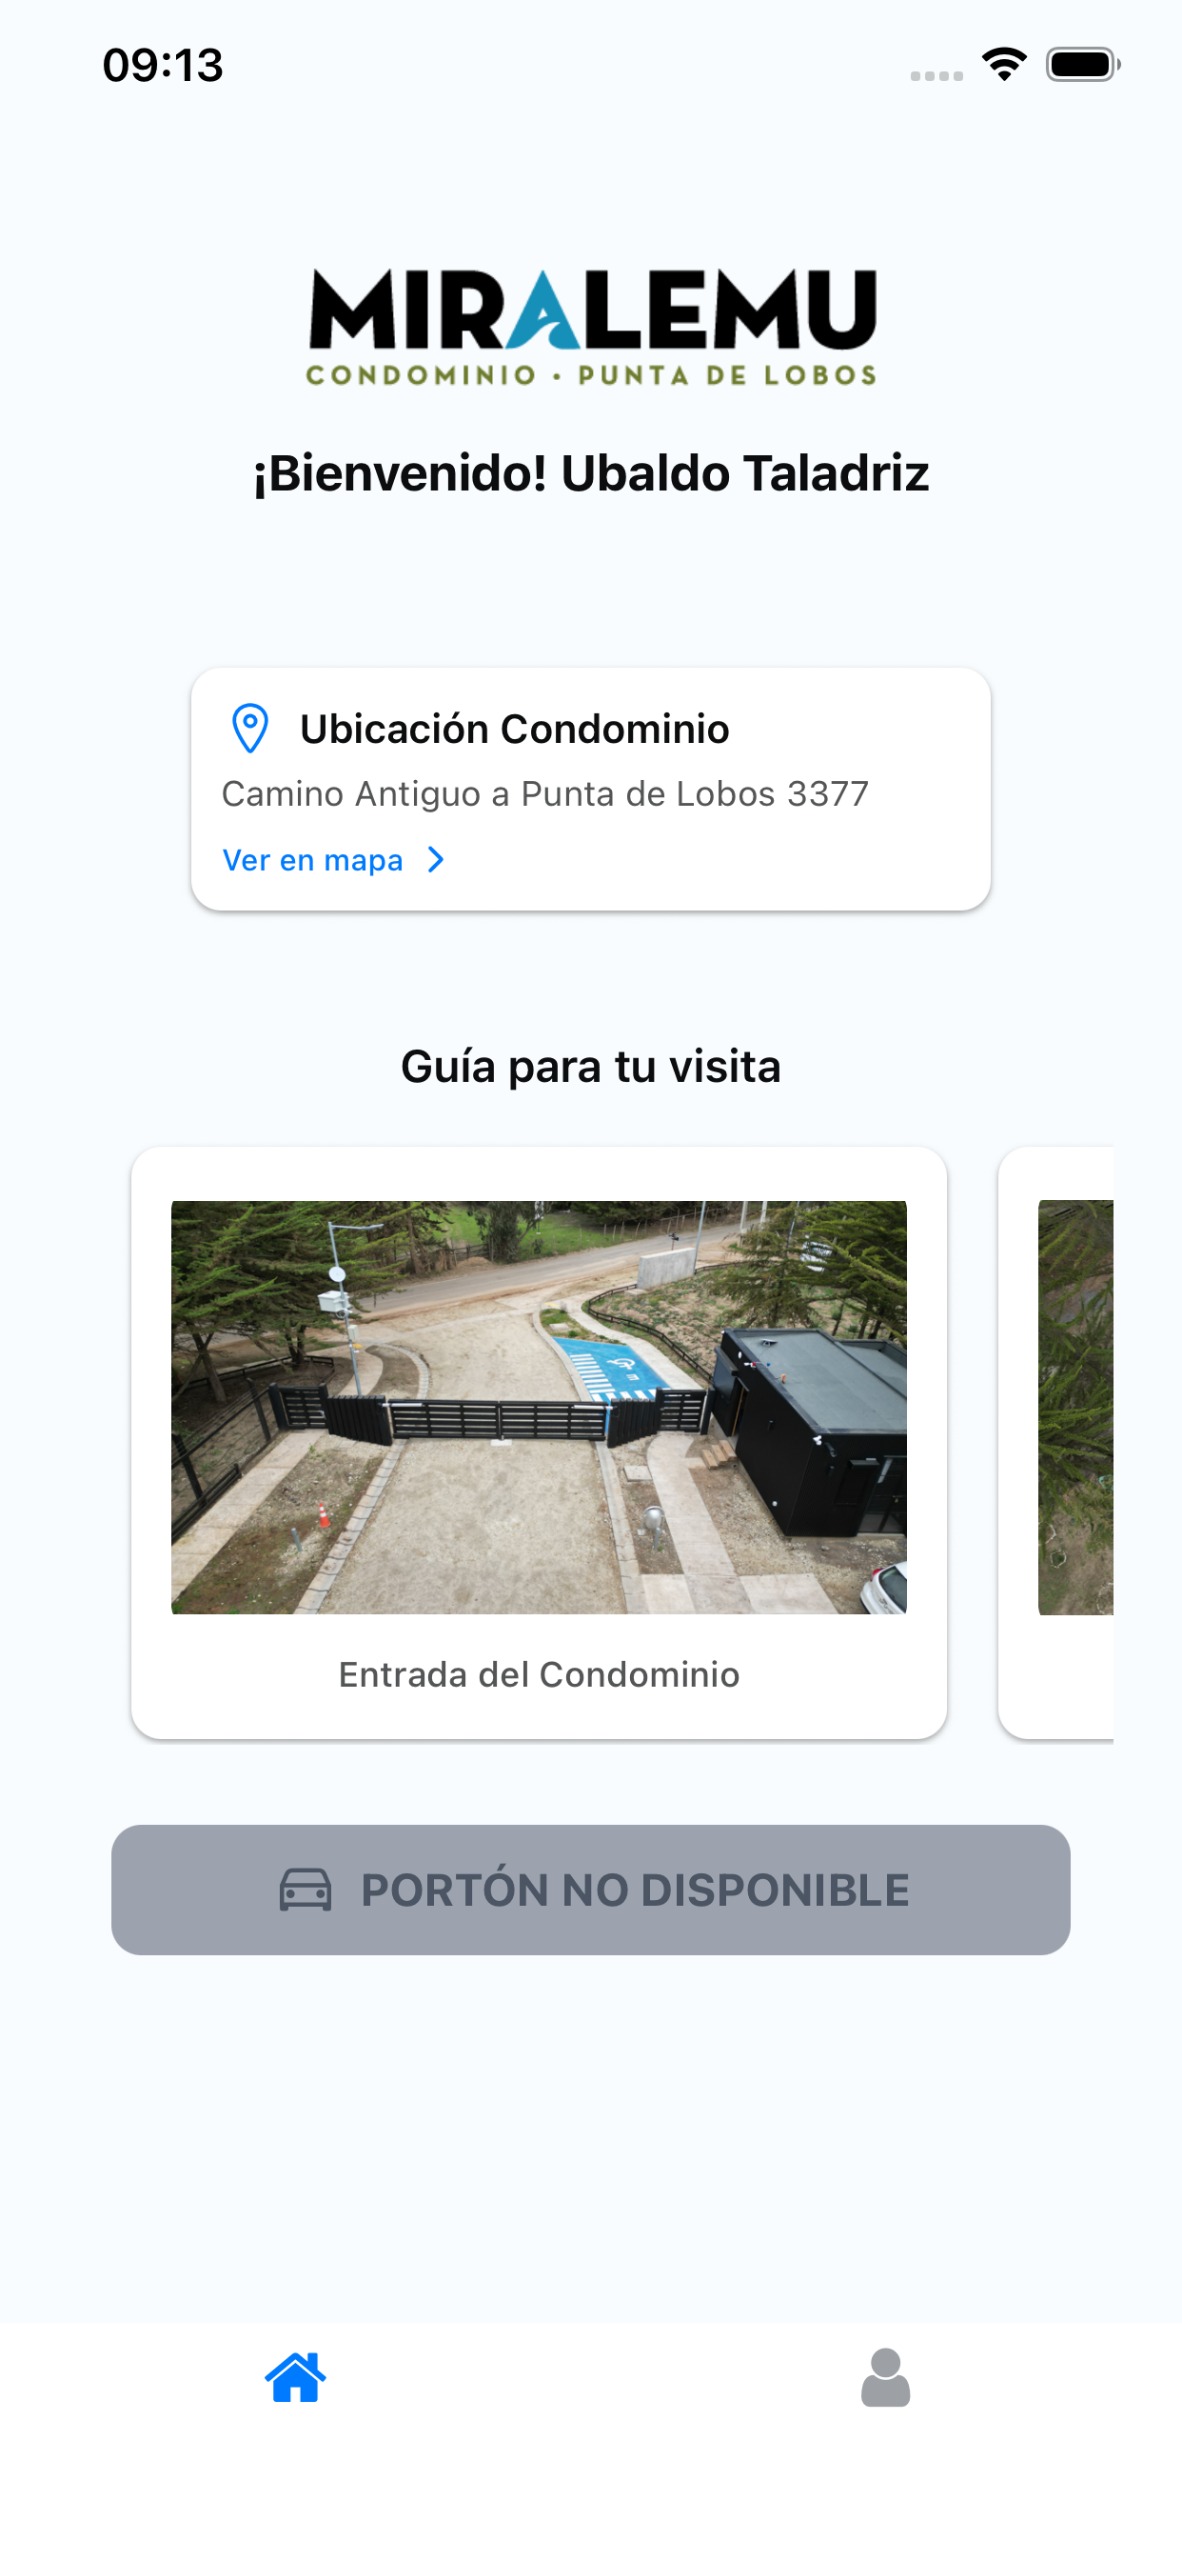 09:13
MIRALEMU
CONDOMINIO · PUNTA DE LOBOS
¡Bienvenido! Ubaldo Taladriz
Ubicación Condominio
Camino Antiguo a Punta de Lobos 3377
Ver en mapa
Guía para tu visita
Entrada del Condominio
PORTÓN NO DISPONIBLE